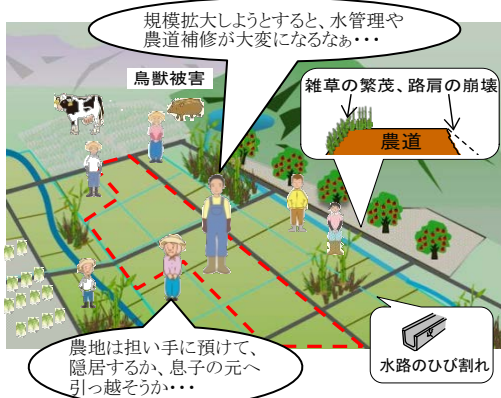 規模拡大しようとすると、水管理や
農道補修が大変になるなぁ・・・
鳥獣被害
雑草の繁茂、路肩の崩壊
農道
農地は担い手に預けて、
隠居するか、息子の元へ
引っ越そうか・・・
水路のひび割れ